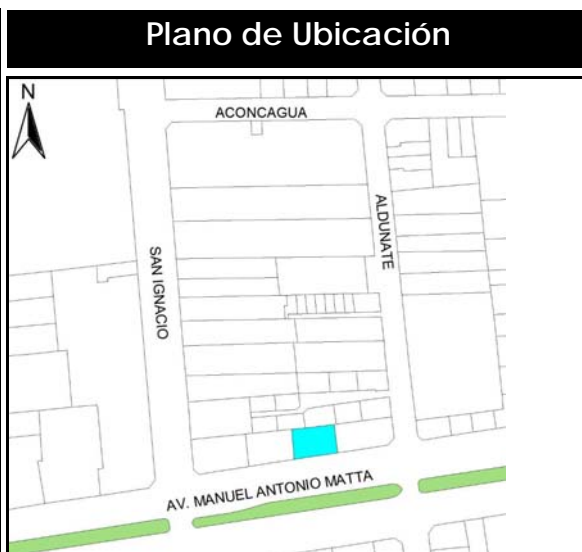 Plano de Ubicación
N
ACONCAGUA
SAN IGNACIO
ALDUNATE
AV. MANUEL ANTONIO MATTA